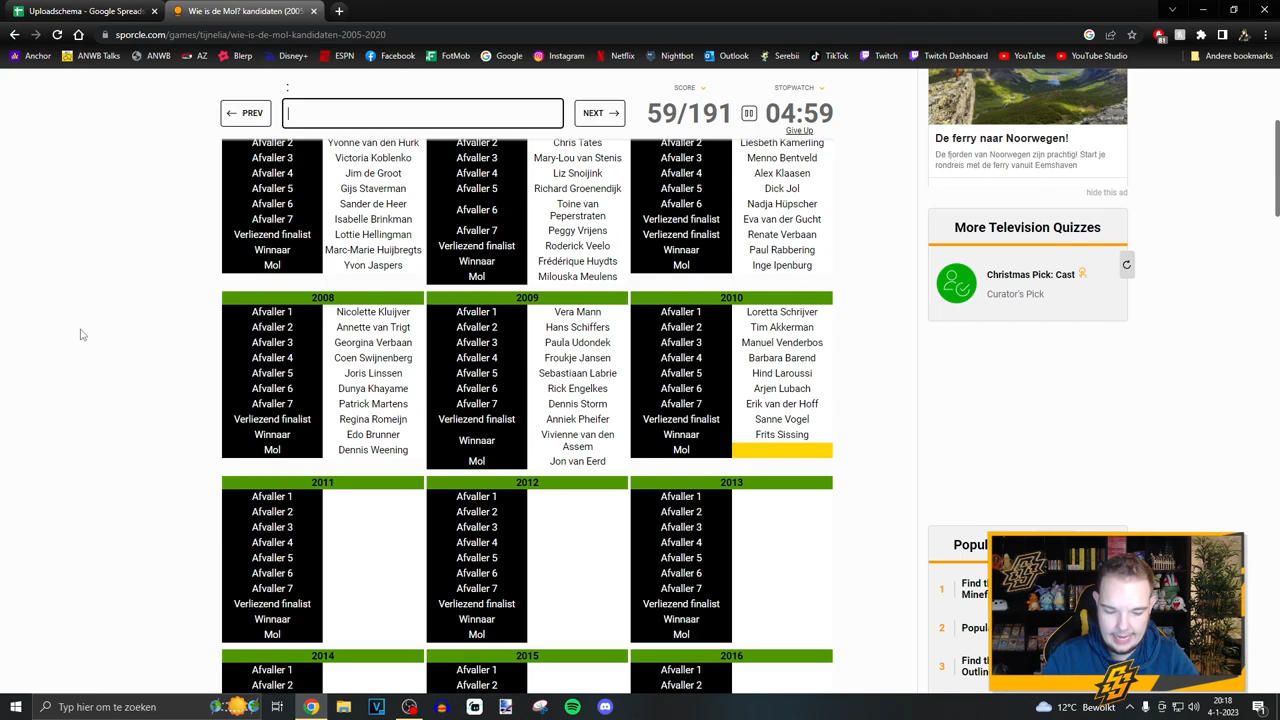 Uploadschema - Google Spreads
Wie is de Mol? kandidaten (2005
sporcle.com/games/tijnelia/wie-is-de-mol-kandidaten-2005-2020
Anchor
ANWB Talks
-ANWB-
AZ
Brilp
Disney+
ESPN
Facebook
FotMob
Google
Instagram
Netflix
Nightbot
Outlook
Serebii
TikTok
Twitch
Twitch Dashboard
YouTube
YouTube Studio
Andere bookmarks
81
:
PREV
NEXT
SCORE
59/191
STOPWATCH
04:59
Give Up
Afvaller 2 Yvonne van den Hurk
Afvaller 3 Victoria Koblenko
Afvaller 4 Jim de Groot
Afvaller 5 Gijs Staverman
Afvaller 6 Sander de Heer
Afvaller 7 Isabelle Brinkman
Verliezend finalist Lottie Hellingman
Winnaar Marc-Marie Huijbregts
Mol Yvon Jaspers
Afvaller 2 Chris Tates
Afvaller 3 Mary-Lou van Stenis
Afvaller 4 Liz Snoijink
Afvaller 5 Richard Groenendijk
Afvaller 6 Toine van
Peperstraten
Afvaller 7 Peggy Vrijens
Verliezend finalist Roderick Veelo
Winnaar Frédérique Huydts
Mol Milouska Meulens
Afvaller 2 Liesbeth Kamerling
Afvaller 3 Menno Bentveld
Afvaller 4 Alex Klaasen
Afvaller 5 Dick Jol
Afvaller 6 Nadja Hüpscher
Verliezend finalist Eva van der Gucht
Verliezend finalist Renate Verbaan
Winnaar Paul Rabbering
Mol Inge Ipenburg
2008
Afvaller 1 Nicolette Kluijver
Afvaller 2 Annette van Trigt
Afvaller 3 Georgina Verbaan
Afvaller 4 Coen Swijnenberg
Afvaller 5 Joris Linssen
Afvaller 6 Dunya Khayame
Afvaller 7 Patrick Martens
Verliezend finalist Regina Romeijn
Winnaar Edo Brunner
Mol Dennis Weening
2009
Afvaller 1 Vera Mann
Afvaller 2 Hans Schiffers
Afvaller 3 Paula Udondek
Afvaller 4 Froukje Jansen
Afvaller 5 Sebastiaan Labrie
Afvaller 6 Rick Engelkes
Afvaller 7 Dennis Storm
Verliezend finalist Anniek Pheifer
Winnaar Vivienne van den
Assem
Mol Jon van Eerd
2010
Afvaller 1 Loretta Schrijver
Afvaller 2 Tim Akkerman
Afvaller 3 Manuel Venderbos
Afvaller 4 Barbara Barend
Afvaller 5 Hind Laroussi
Afvaller 6 Arjen Lubach
Afvaller 7 Erik van der Hoff
Verliezend finalist Sanne Vogel
Winnaar Frits Sissing
Mol
2011
Afvaller 1
Afvaller 2
Afvaller 3
Afvaller 4
Afvaller 5
Afvaller 6
Afvaller 7
Verliezend finalist
Winnaar
Mol
2012
Afvaller 1
Afvaller 2
Afvaller 3
Afvaller 4
Afvaller 5
Afvaller 6
Afvaller 7
Verliezend finalist
Winnaar
Mol
2013
Afvaller 1
Afvaller 2
Afvaller 3
Afvaller 4
Afvaller 5
Afvaller 6
Afvaller 7
Verliezend finalist
Winnaar
Mol
2014
Afvaller 1
Afvaller 2
2015
Afvaller 1
Afvaller 2
2016
Afvaller 1
Afvaller 2
De ferry naar Noorwegen!
De fjorden van Noorwegen zijn prachtig! Start je
rondreis met de ferry vanuit Eemshaven
hide this ad
More Television Quizzes
Christmas Pick: Cast
Curator's Pick
1 Find th
Minef
2
3 Find th
Outlin
Typ hier om te zoeken
12°C Bewolkt
20:18
4-1-2023